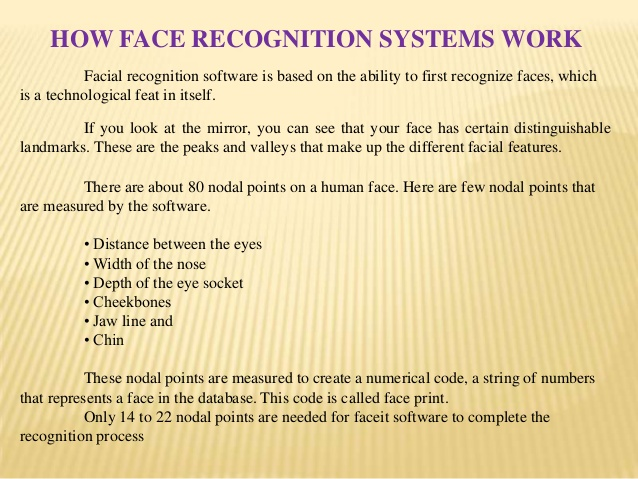 HOW FACE RECOGNITION SYSTEMS WORK
Facial recognition software is based on the ability to first recognize faces, which
is a technological feat in itself.
If you look at the mirror, you can see that your face has certain distinguishable
landmarks. These are the peaks and valleys that make up the different facial features.
There are about 80 nodal points on a human face. Here are few nodal points that
are measured by the software.
• Distance between the eyes
• Width of the nose
• Depth of the eye socket
• Cheekbones
• Jaw line and
• Chin
These nodal points are measured to create a numerical code, a string of numbers
that represents a face in the database. This code is called face print.
Only 14 to 22 nodal points are needed for faceit software to complete the
recognition process